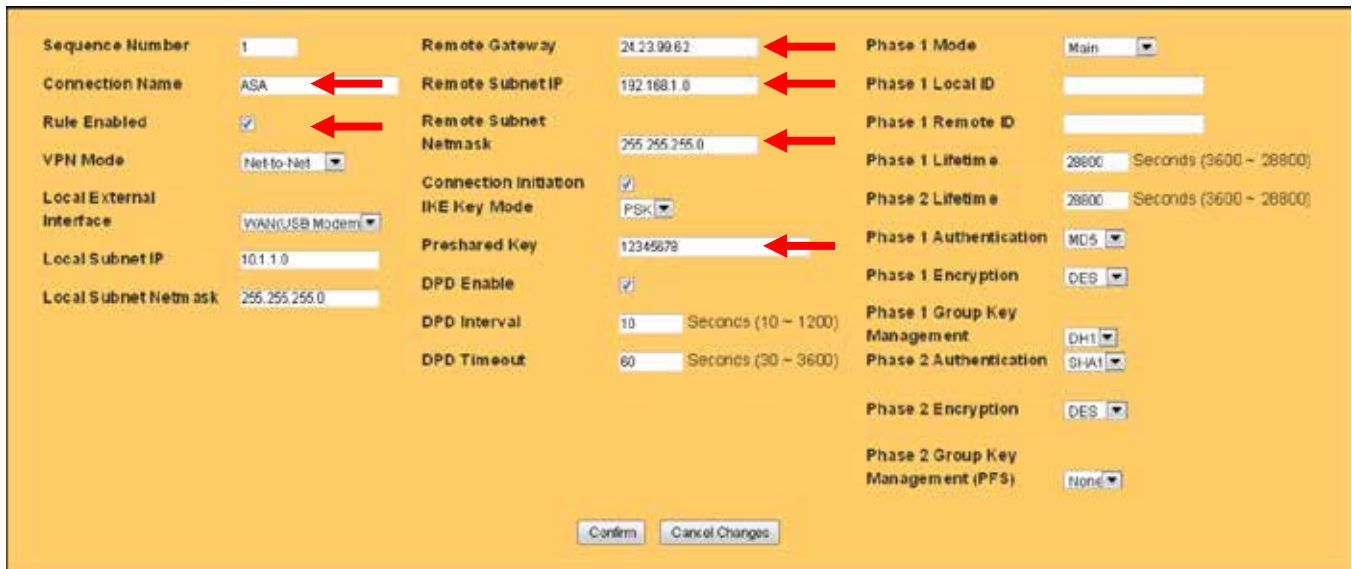 Sequence Number 1
Connection Name ASA
Rule Enabled
VPN Mode Net-to-Net
Local External
Interface WAN(USB Modem)
Local Subnet IP 10.1.1.0
Local Subnet Netmask 255.255.255.0
Remote Gateway 24.23.99.62
Remote Subnet IP 192.168.1.0
Remote Subnet
Netmask 255.255.255.0
Connection Initiation
IKE Key Mode PSK
Preshared Key 12345678
DPD Enable
DPD Interval 10 Seconds (10 ~ 1200)
DPD Timeout 60 Seconds (30 ~ 3600)
Phase 1 Mode Main
Phase 1 Local ID
Phase 1 Remote ID
Phase 1 Lifetime 28800 Seconds (3600 ~ 28800)
Phase 2 Lifetime 28800 Seconds (3600 ~ 28800)
Phase 1 Authentication MD5
Phase 1 Encryption DES
Phase 1 Group Key
Management DH1
Phase 2 Authentication SHA1
Phase 2 Encryption DES
Phase 2 Group Key
Management (PFS) None
Confirm Cancel Changes